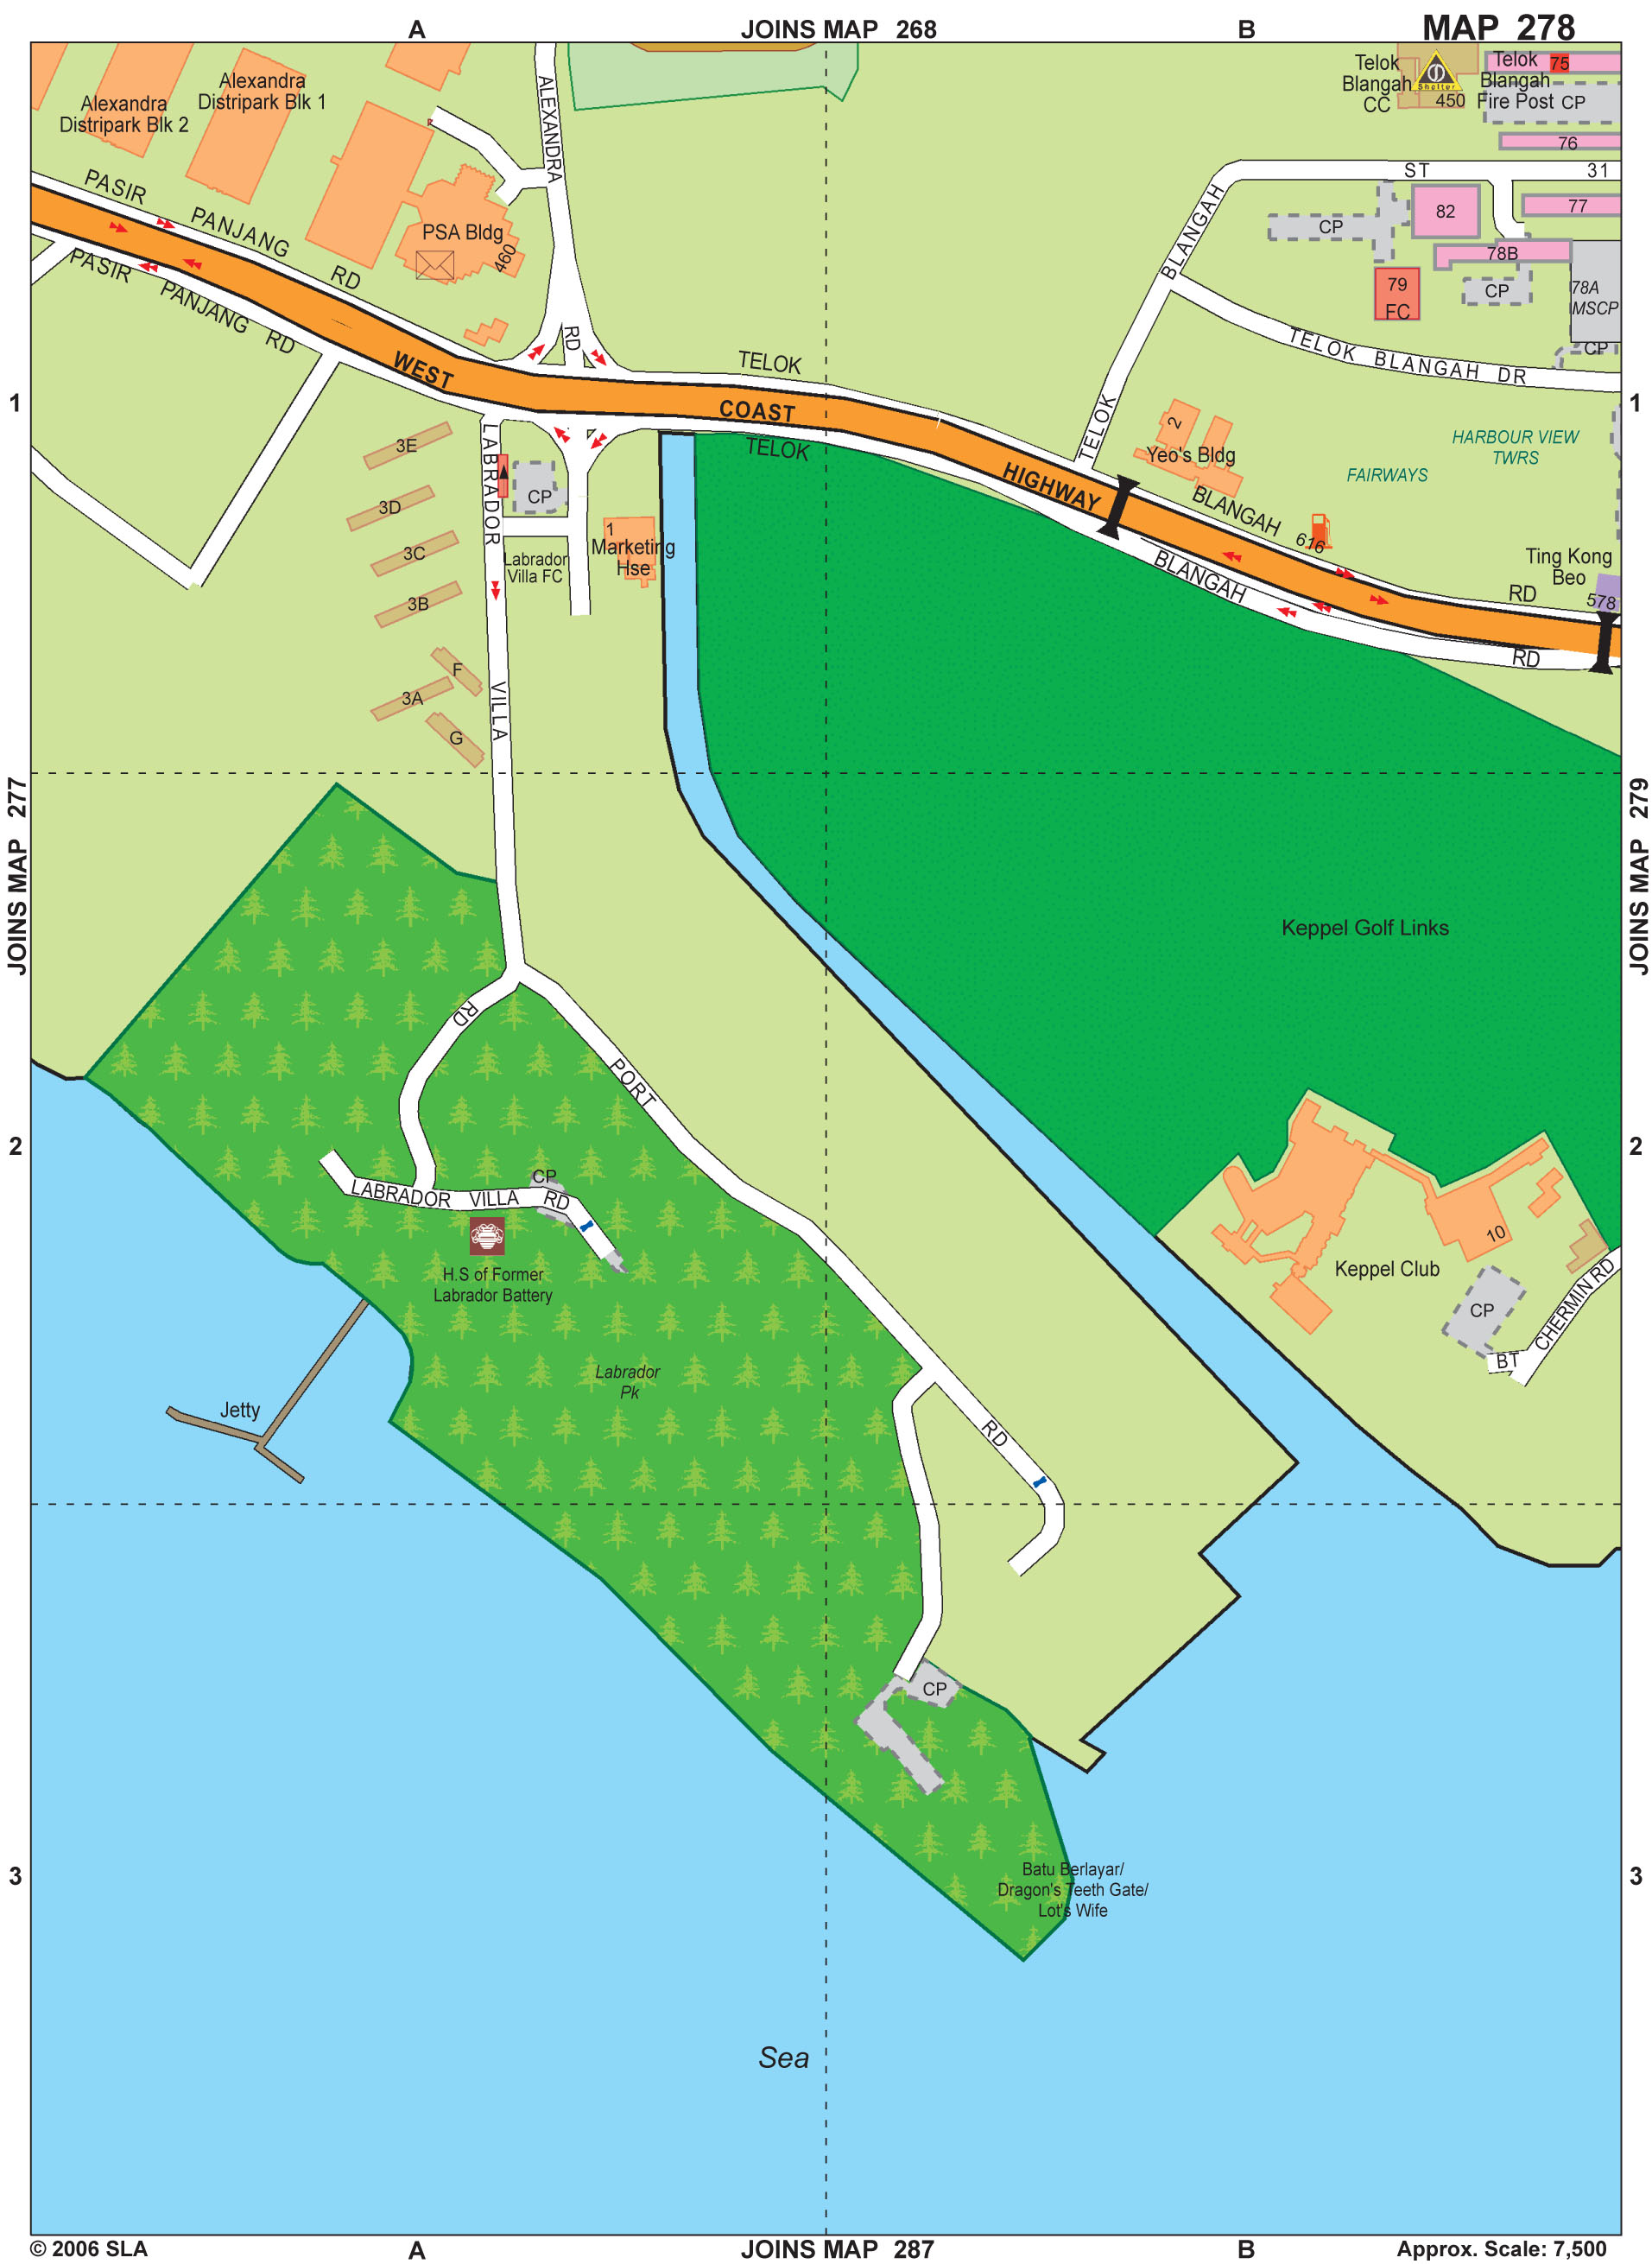 A
JOINS MAP 268
B
MAP 278
Alexandra
Distripark Blk 2
Alexandra
Distripark Blk 1
ALEXANDRA
RD
Telok
Blangah
CC
Shelter
450
Telok
Blangah
Fire Post
75
CP
76
ST
31
77
82
CP
78B
79
FC
CP
78A
MSCP
CP
PASIR
PANJANG
RD
PASIR
PANJANG
RD
PSA Bldg
460
BLANGAH
TELOK
TELOK BLANGAH DR
WEST
COAST
HIGHWAY
TELOK
TELOK
BLANGAH
RD
BLANGAH
RD
1
1
2
Yeo's Bldg
HARBOUR VIEW
TWRS
FAIRWAYS
616
Ting Kong
Beo
578
3E
3D
3C
3B
F
3A
G
LABRADOR
VILLA
RD
CP
Labrador
Villa FC
1
Marketing
Hse
JOINS MAP 277
JOINS MAP 279
Keppel Golf Links
PORT
RD
2
2
CP
LABRADOR VILLA RD
H.S of Former
Labrador Battery
10
Keppel Club
CP
BT
CHERMIN RD
Labrador
Pk
Jetty
CP
3
3
Batu Berlayar/
Dragon's Teeth Gate/
Lot's Wife
Sea
© 2006 SLA
A
JOINS MAP 287
B
Approx. Scale: 7,500